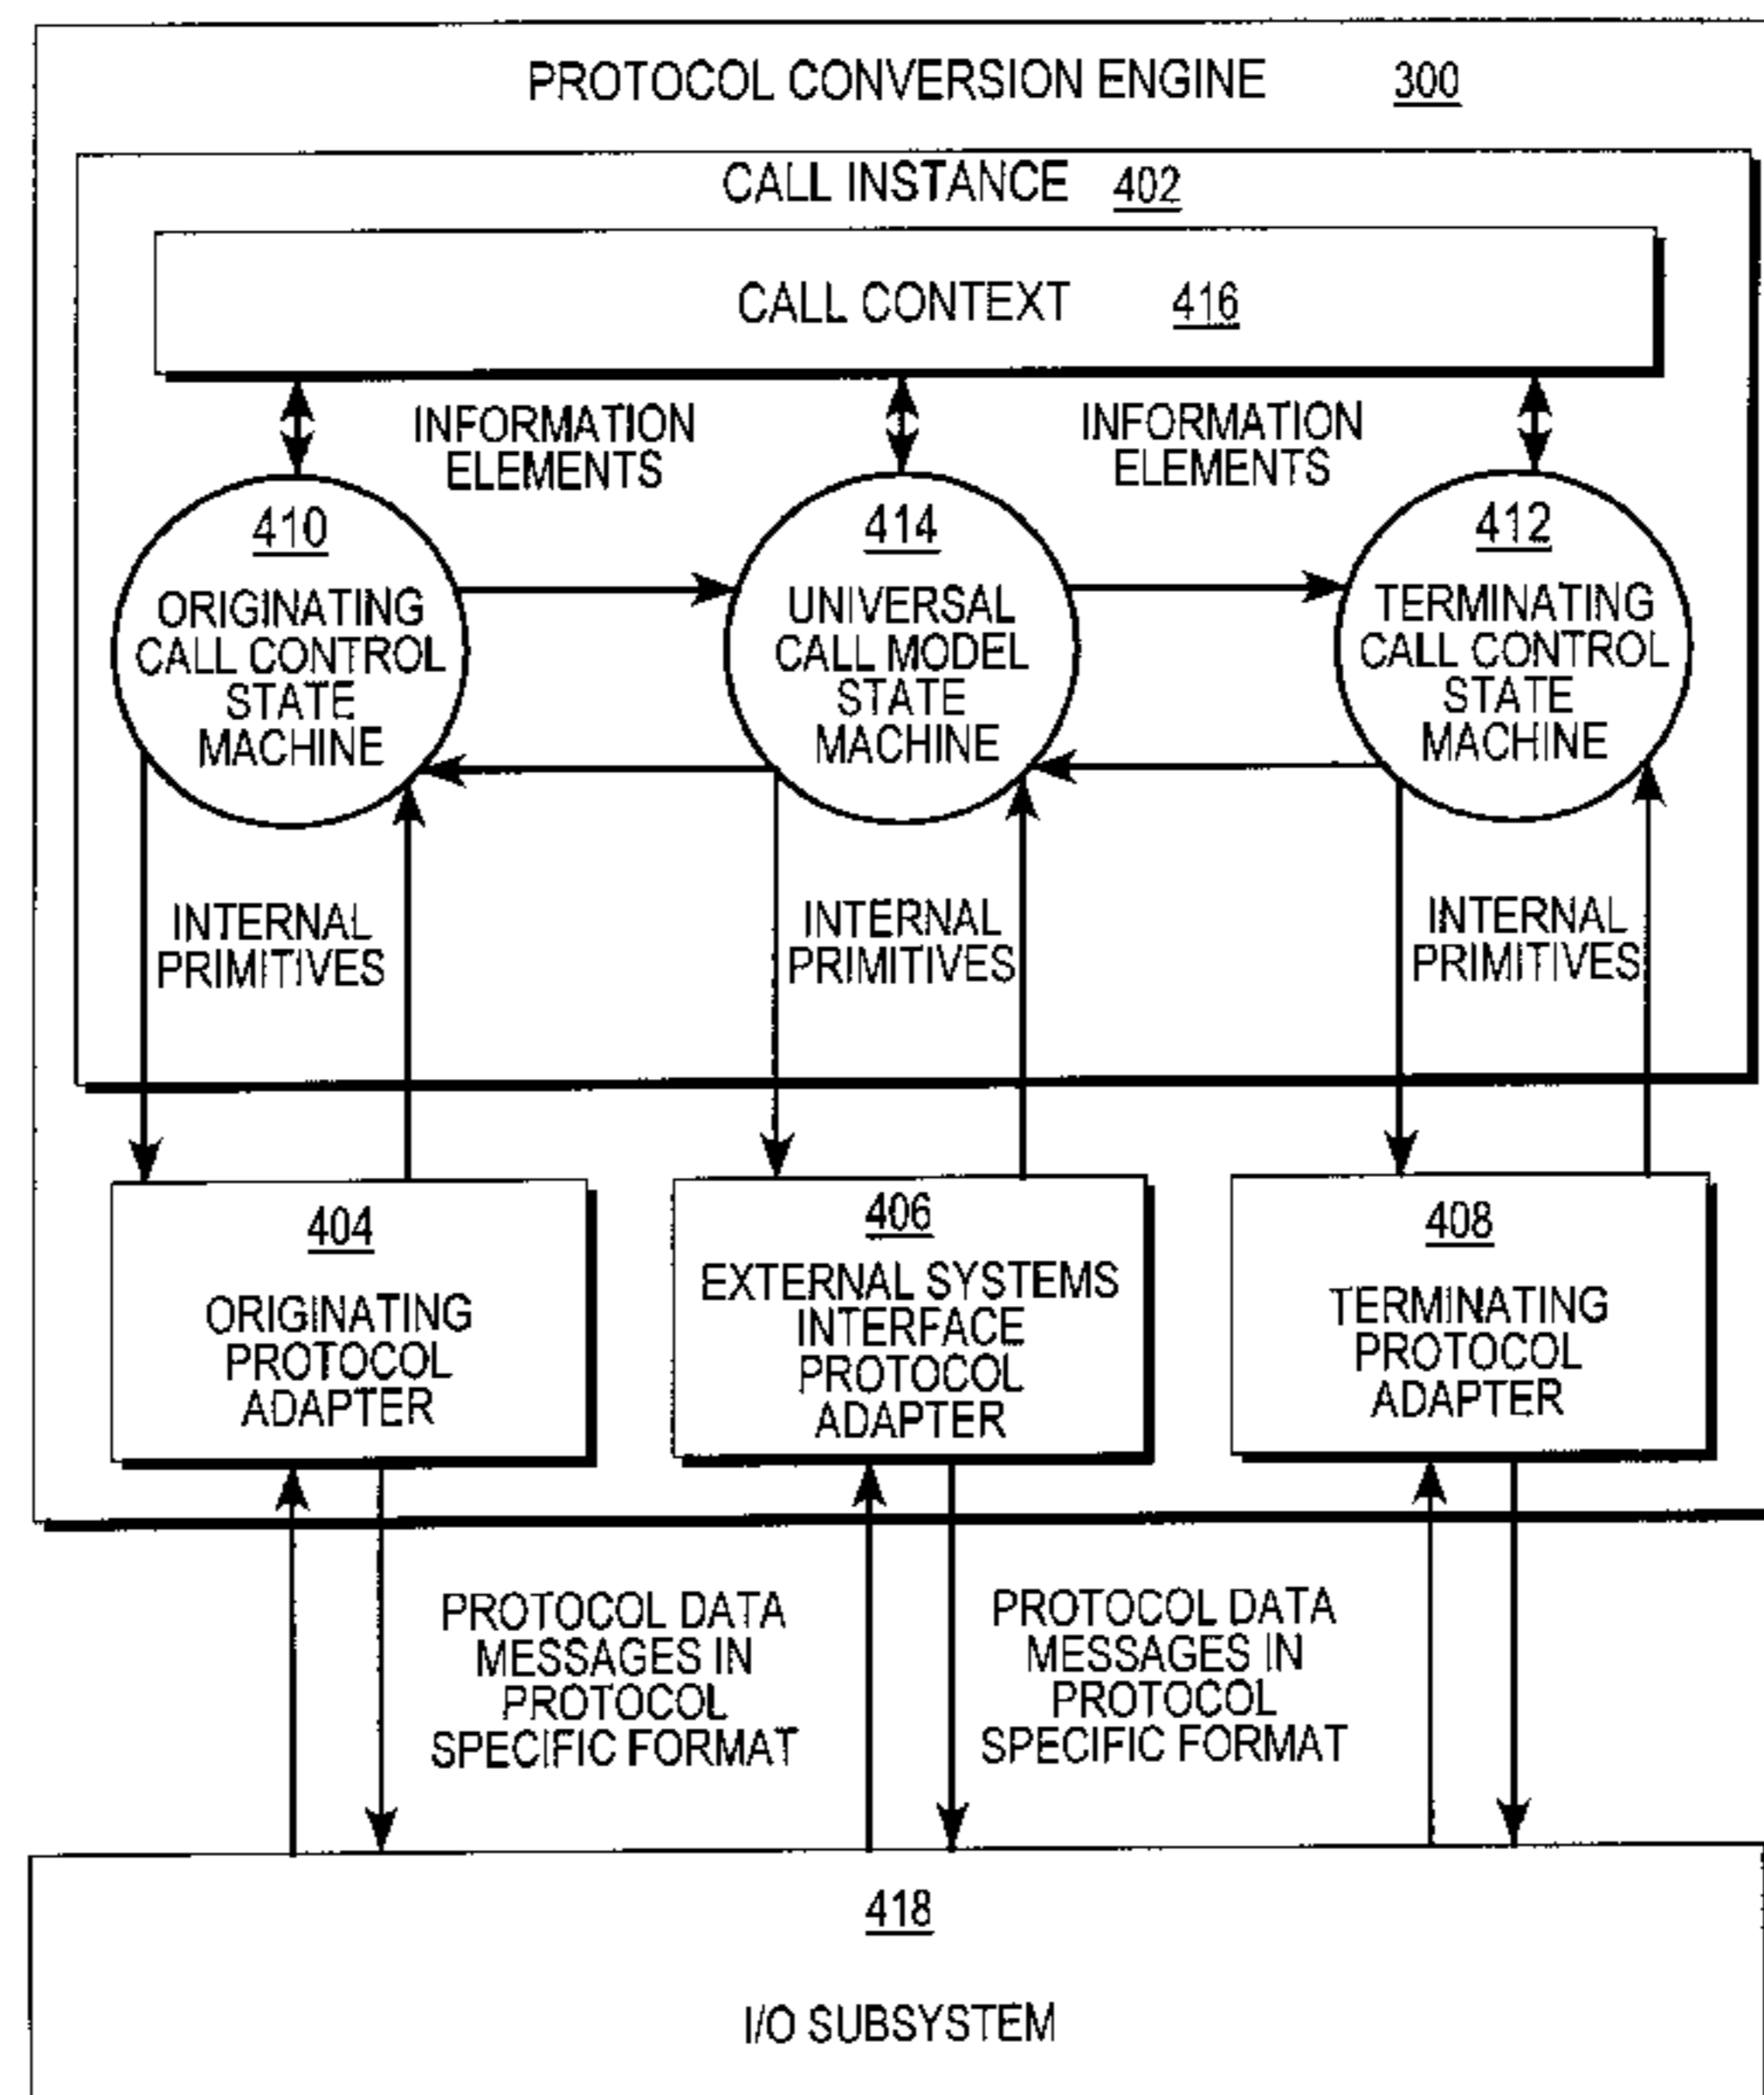 PROTOCOL CONVERSION ENGINE 300
CALL INSTANCE 402
CALL CONTEXT 416
INFORMATION
ELEMENTS
INFORMATION
ELEMENTS
410
ORIGINATING
CALL CONTROL
STATE
MACHINE
414
UNIVERSAL
CALL MODEL
STATE
MACHINE
412
TERMINATING
CALL CONTROL
STATE
MACHINE
INTERNAL
PRIMITIVES
INTERNAL
PRIMITIVES
INTERNAL
PRIMITIVES
404
ORIGINATING
PROTOCOL
ADAPTER
406
EXTERNAL SYSTEMS
INTERFACE
PROTOCOL
ADAPTER
408
TERMINATING
PROTOCOL
ADAPTER
PROTOCOL DATA
MESSAGES IN
PROTOCOL
SPECIFIC FORMAT
PROTOCOL DATA
MESSAGES IN
PROTOCOL
SPECIFIC FORMAT
418
I/O SUBSYSTEM